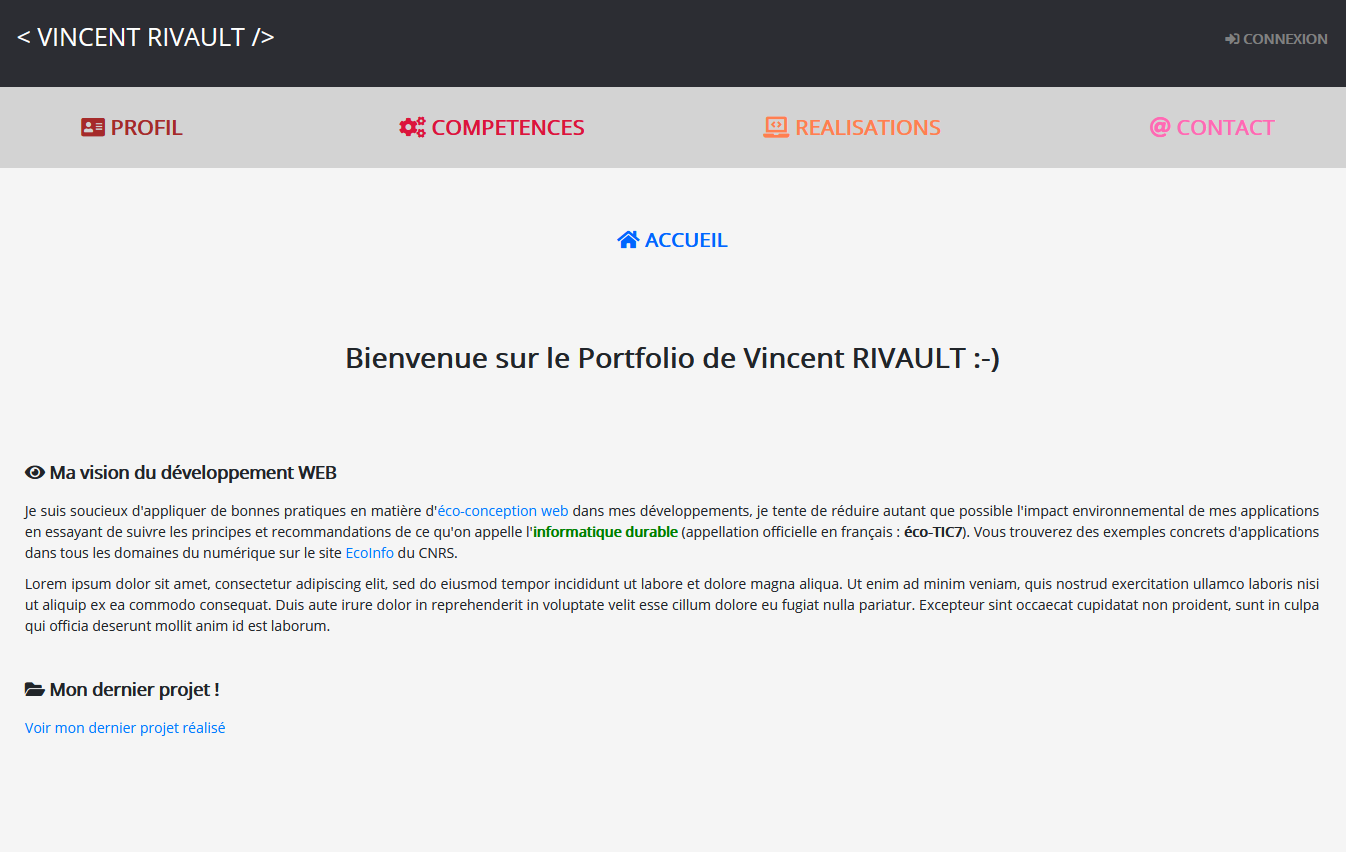 < VINCENT RIVAULT />
CONNEXION
PROFIL
COMPETENCES
REALISATIONS
CONTACT
ACCUEIL
Bienvenue sur le Portfolio de Vincent RIVAULT :-)
Ma vision du développement WEB
Je suis soucieux d'appliquer de bonnes pratiques en matière d'éco-conception web dans mes développements, je tente de réduire autant que possible l'impact environnemental de mes applications
en essayant de suivre les principes et recommandations de ce qu'on appelle l'informatique durable (appellation officielle en français : éco-TIC7). Vous trouverez des exemples concrets d'applications
dans tous les domaines du numérique sur le site EcoInfo du CNRS.
Lorem ipsum dolor sit amet, consectetur adipiscing elit, sed do eiusmod tempor incididunt ut labore et dolore magna aliqua. Ut enim ad minim veniam, quis nostrud exercitation ullamco laboris nisi
ut aliquip ex ea commodo consequat. Duis aute irure dolor in reprehenderit in voluptate velit esse cillum dolore eu fugiat nulla pariatur. Excepteur sint occaecat cupidatat non proident, sunt in culpa
qui officia deserunt mollit anim id est laborum.
Mon dernier projet !
Voir mon dernier projet réalisé